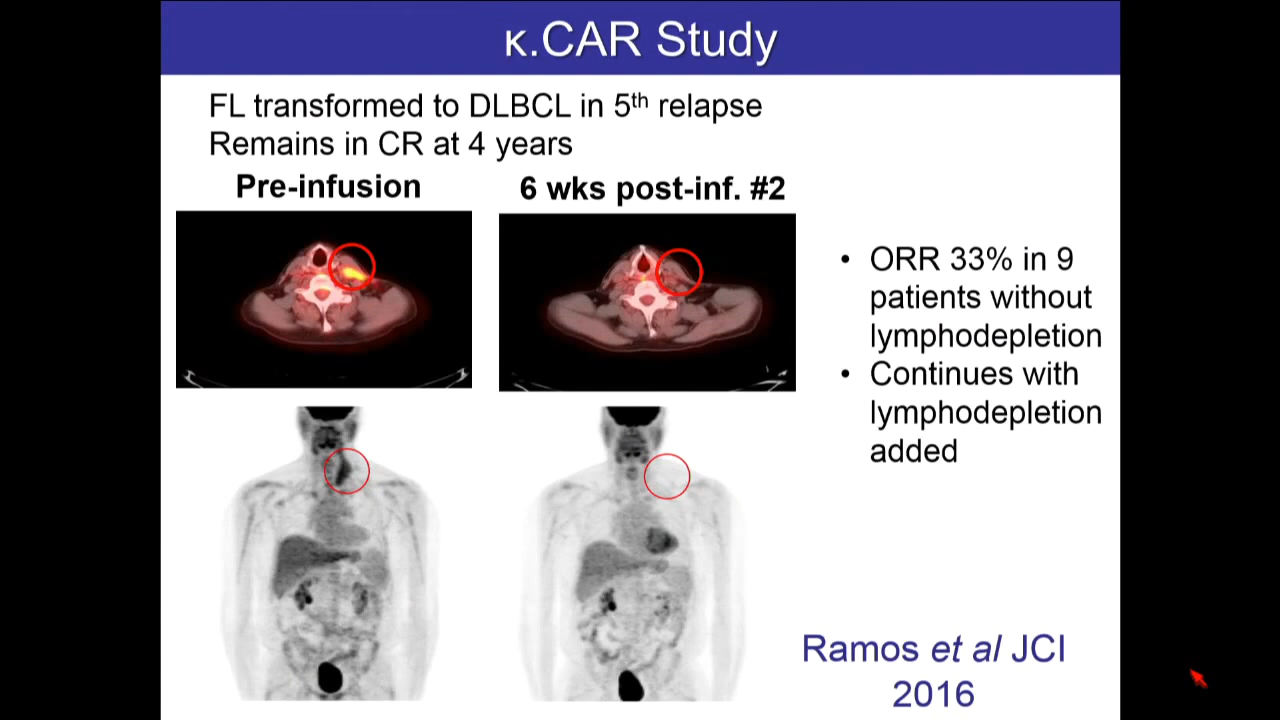 κ.CAR Study
FL transformed to DLBCL in 5th relapse
Remains in CR at 4 years
Pre-infusion
6 wks post-inf. #2
• ORR 33% in 9
patients without
lymphodepletion
• Continues with
lymphodepletion
added
Ramos et al JCI
2016